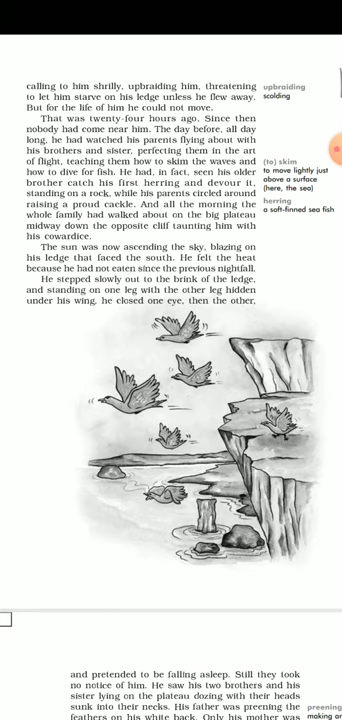 calling to him shrilly, upbraiding him, threatening
to let him starve on his ledge unless he flew away.
But for the life of him he could not move.
That was twenty-four hours ago. Since then
nobody had come near him. The day before, all day
long, he had watched his parents flying about with
his brothers and sister, perfecting them in the art
of flight, teaching them how to skim the waves and
how to dive for fish. He had, in fact, seen his older
brother catch his first herring and devour it,
standing on a rock, while his parents circled around
raising a proud cackle. And all the morning the
whole family had walked about on the big plateau
midway down the opposite cliff taunting him with
his cowardice.
The sun was now ascending the sky, blazing on
his ledge that faced the south. He felt the heat
because he had not eaten since the previous nightfall.
He stepped slowly out to the brink of the ledge,
and standing on one leg with the other leg hidden
under his wing, he closed one eye, then the other,
upbraiding
scolding
(to) skim
to move lightly just
above a surface
(here, the sea)
herring
a soft-finned sea fish
and pretended to be falling asleep. Still they took
no notice of him. He saw his two brothers and his
sister lying on the plateau dozing with their heads
sunk into their necks. His father was preening the
feathers on his white back. Only his mother was
preening
making